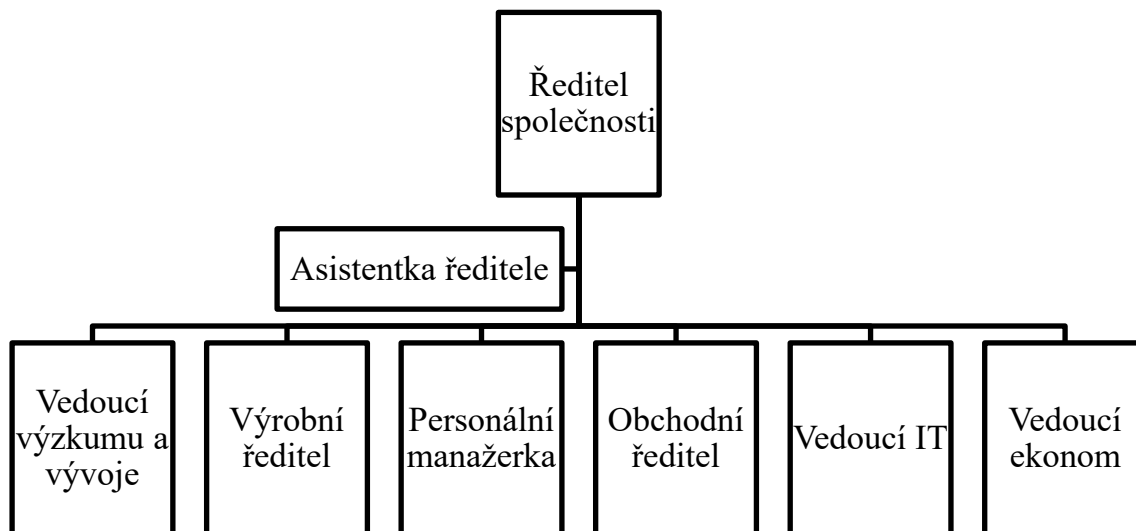 Ředitel
společnosti
Asistentka ředitele
Vedoucí
výzkumu a
vývoje
Výrobní
ředitel
Personální
manažerka
Obchodní
ředitel
Vedoucí IT
Vedoucí
ekonom